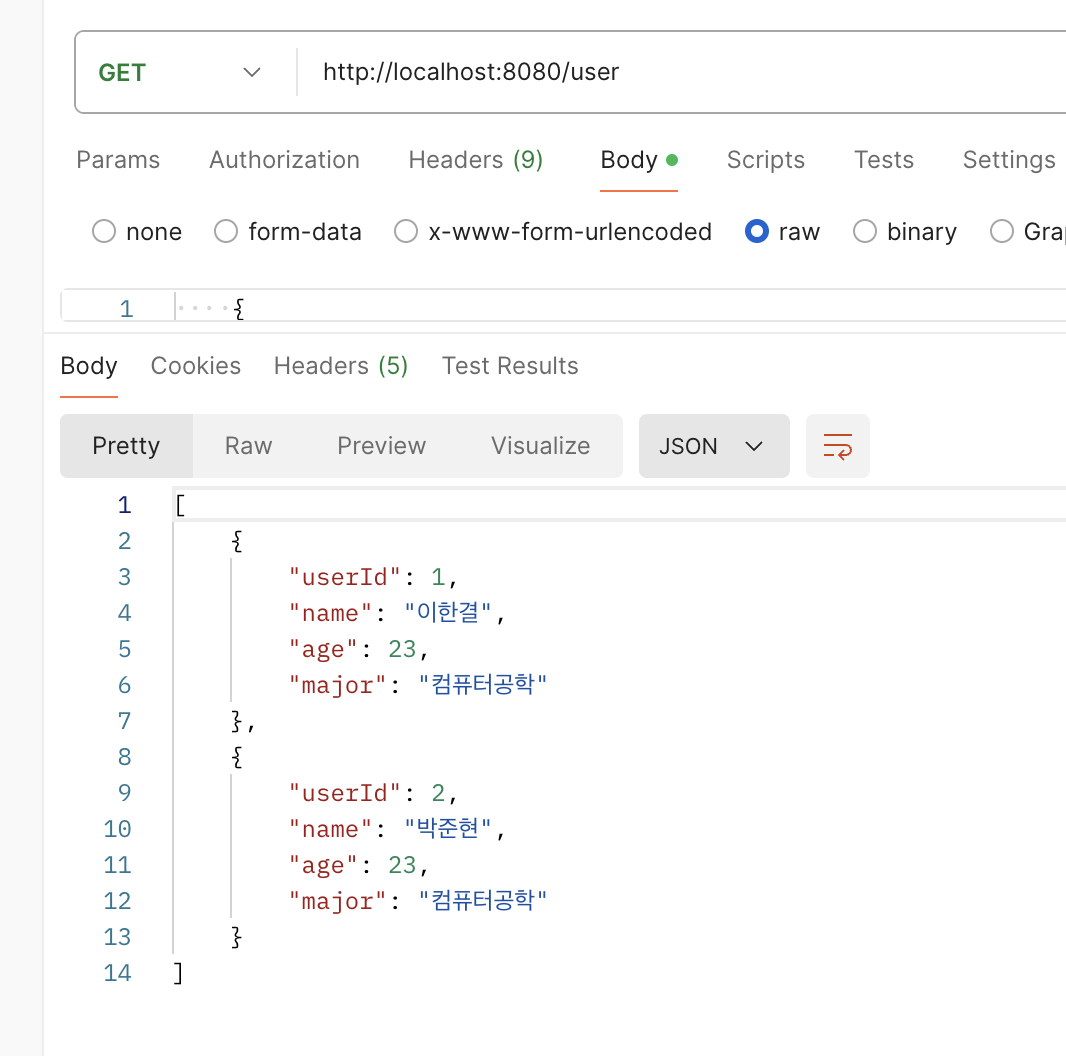 GET http://localhost:8080/user
Params Authorization Headers (9) Body Scripts Tests Settings
none form-data x-www-form-urlencoded raw binary
1 {
Body Cookies Headers (5) Test Results
Pretty Raw Preview Visualize JSON
1 [
2 {
3 "userId": 1,
4 "name": "이한결",
5 "age": 23,
6 "major": "컴퓨터공학"
7 },
8 {
9 "userId": 2,
10 "name": "박준현",
11 "age": 23,
12 "major": "컴퓨터공학"
13 }
14 ]